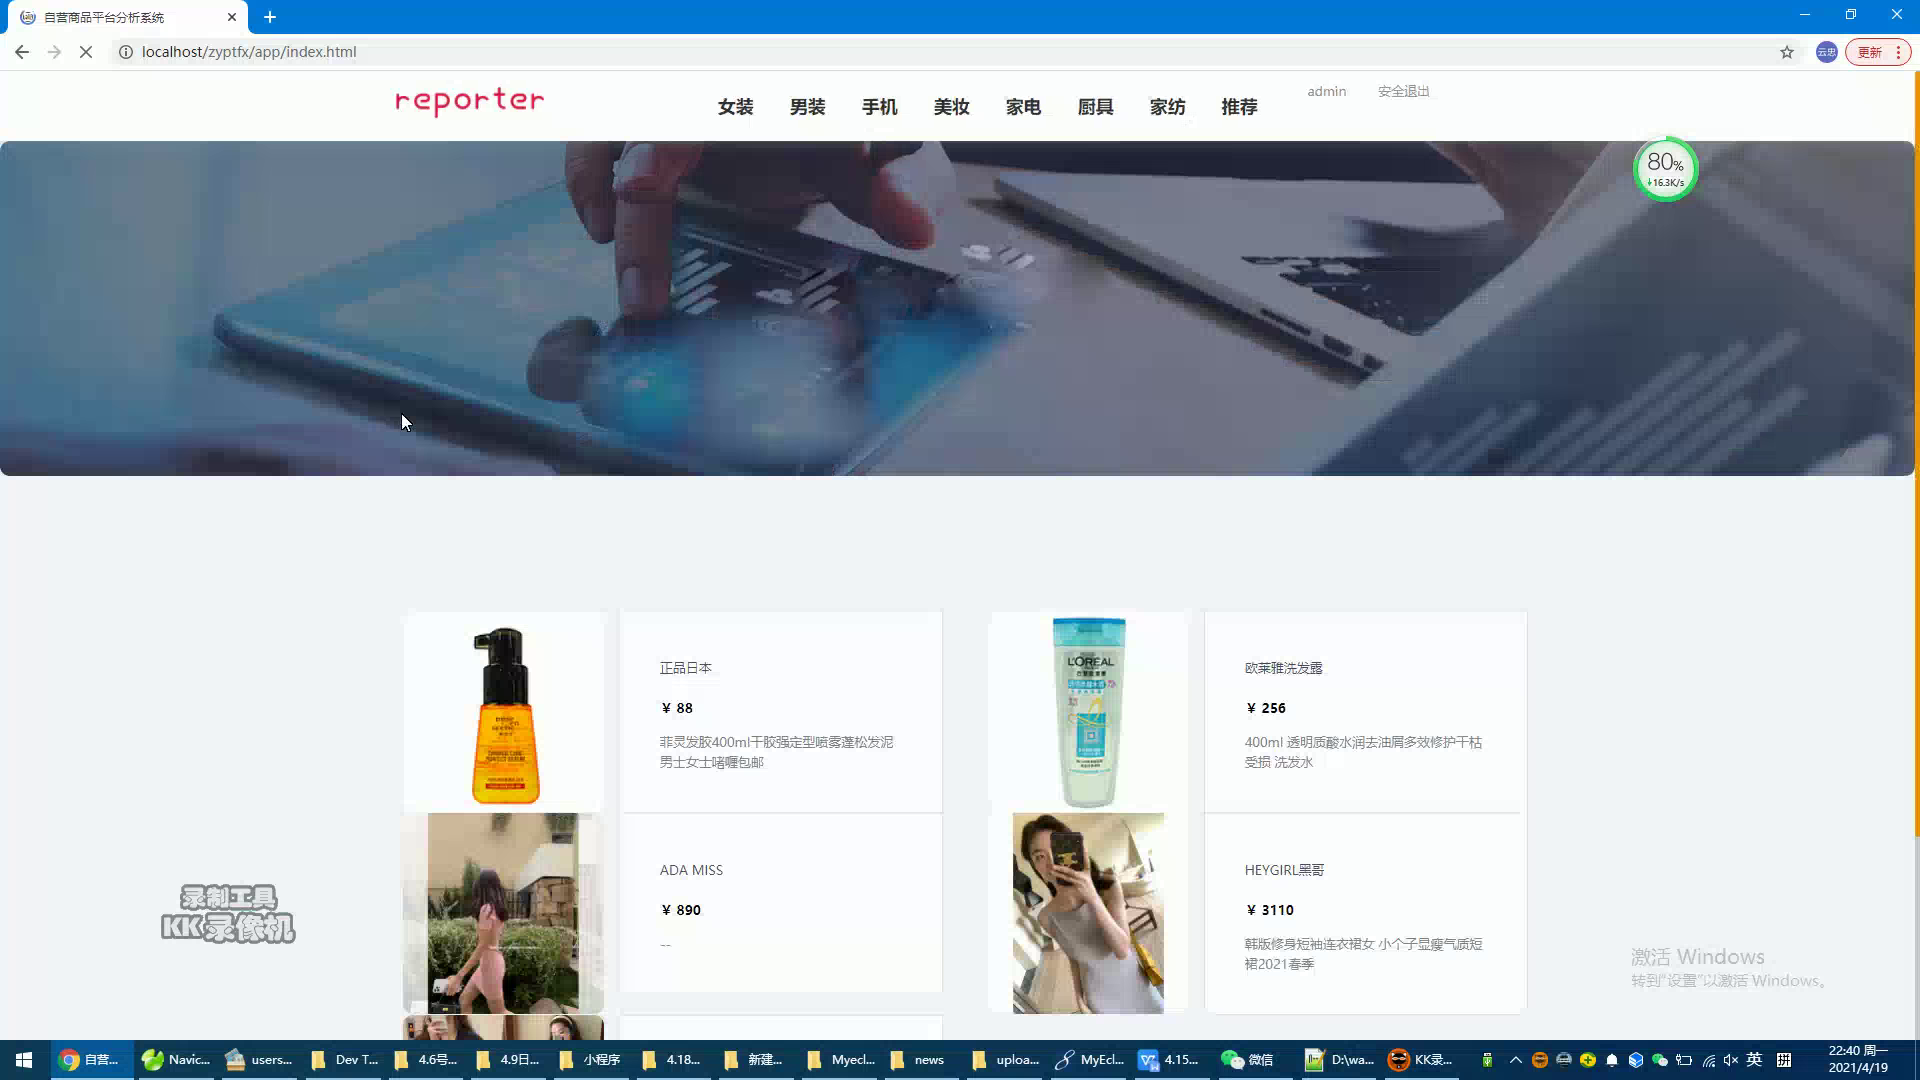 自营商品平台分析系统
localhost/zyptfx/app/index.html
云忠
更新
reporter
女装
男装
手机
美妆
家电
厨具
家纺
推荐
admin
安全退出
80%
↓16.3K/s
正品日本
¥ 88
菲灵发胶400ml干胶强定型喷雾蓬松发泥
男士女士啫喱包邮
L'OREAL
欧莱雅洗发露
¥ 256
400ml 透明质酸水润去油屑多效修护干枯
受损 洗发水
ADA MISS
¥ 890
--
HEYGIRL黑哥
¥ 3110
韩版修身短袖连衣裙女 小个子显瘦气质短
裙2021春季
录制工具
KK录像机
激活 Windows
转到"设置"以激活 Windows。
自营...
Navic...
users...
Dev T...
4.6号...
4.9日...
小程序
4.18...
新建...
Myecl...
news
uploa...
MyEcl...
4.15...
微信
D:\wa...
KK录...
英
拼
22:40 周一
2021/4/19